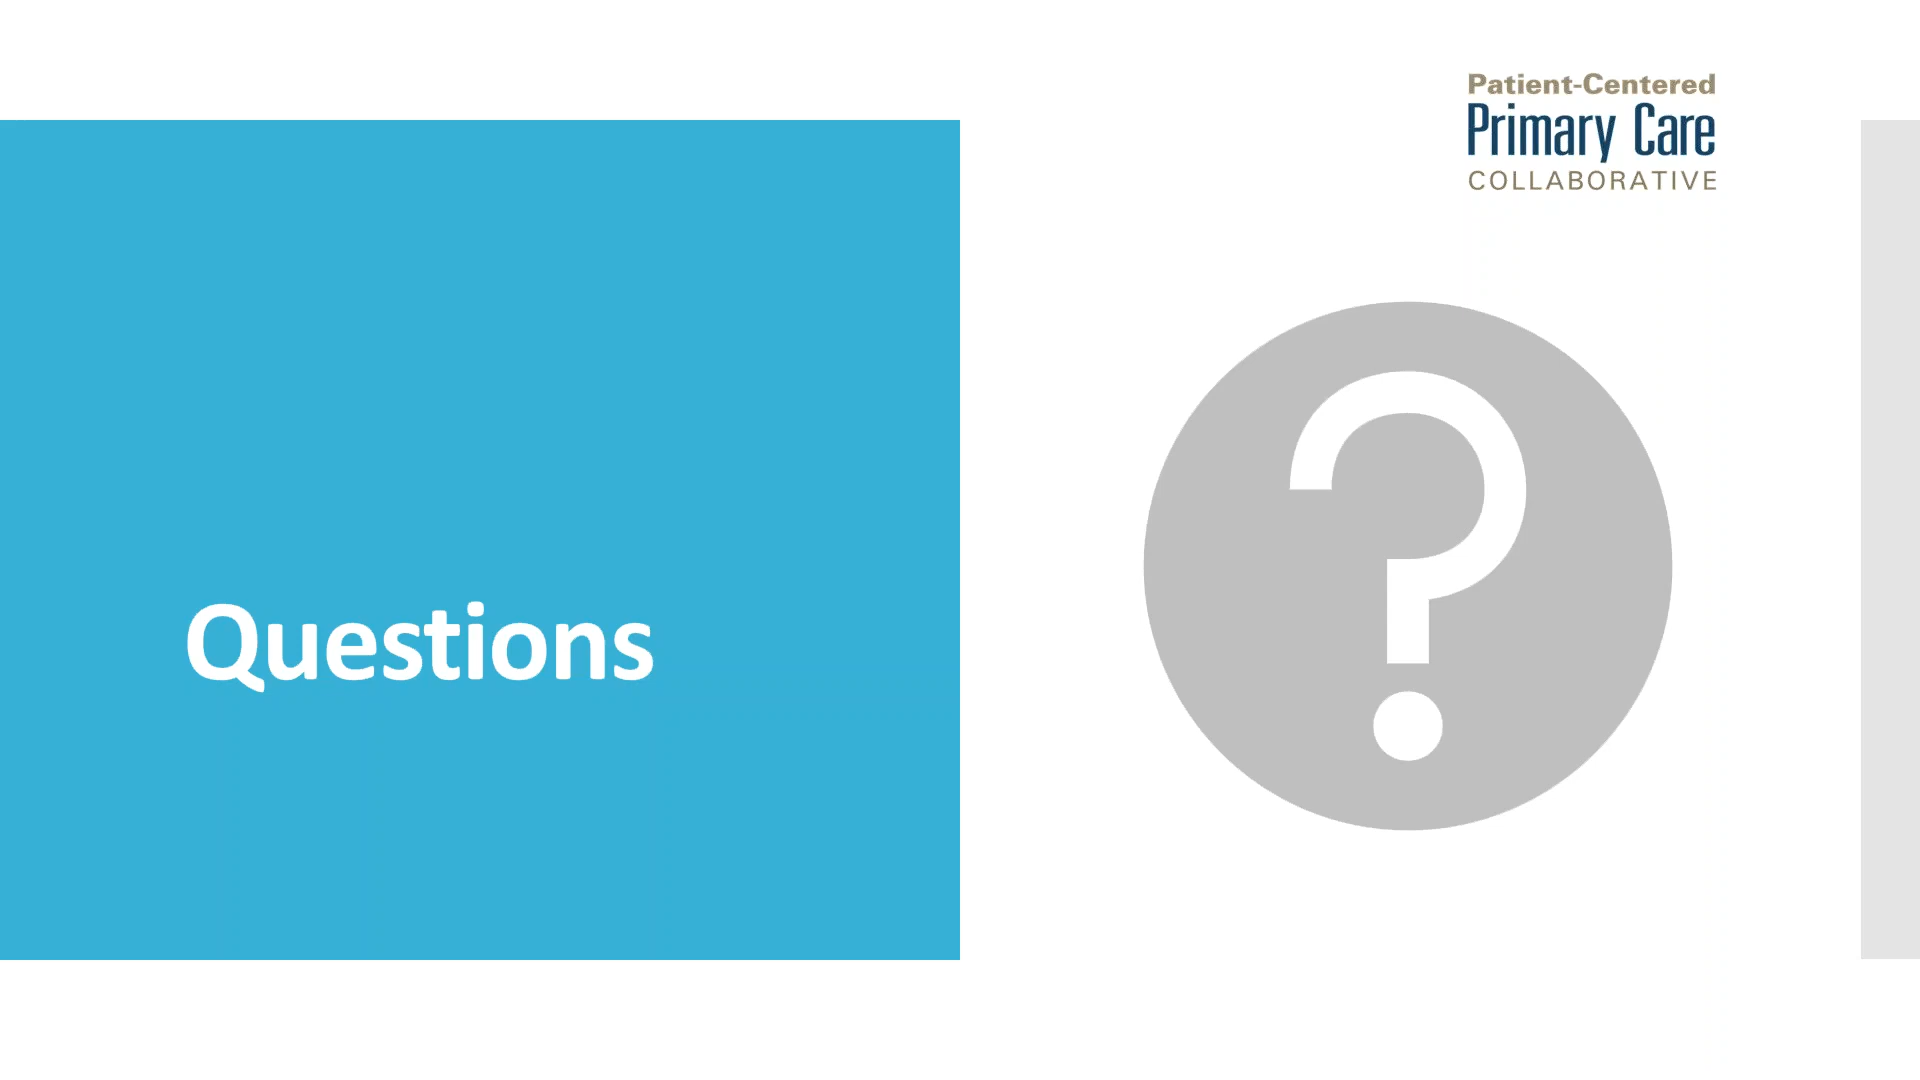 Patient-Centered
Primary Care
COLLABORATIVE
Questions
?